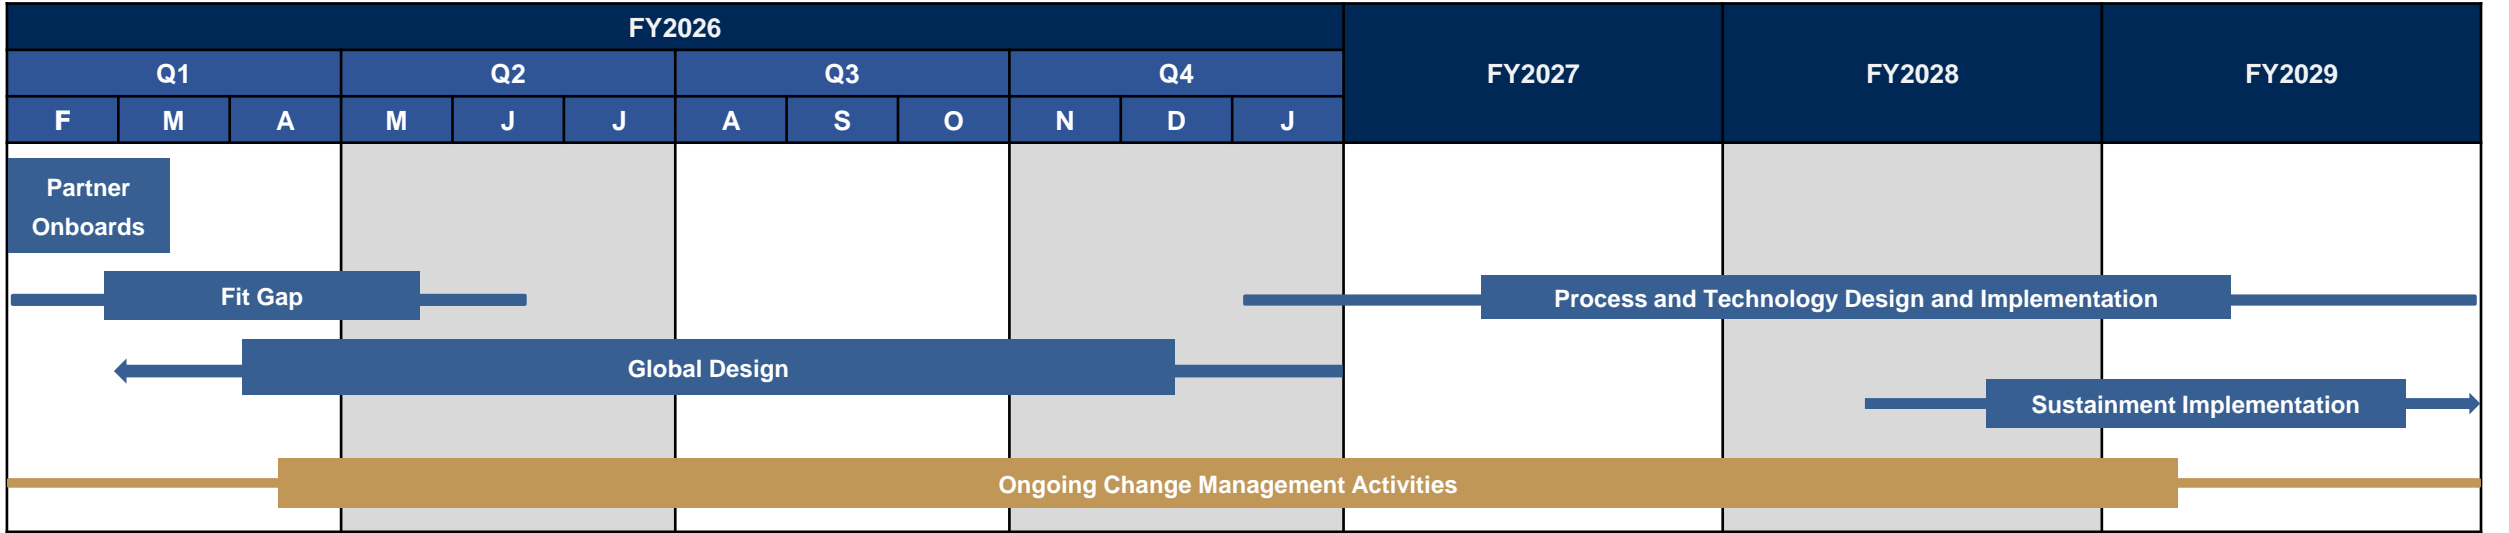 FY2026
FY2027
FY2028
FY2029
Q1
Q2
Q3
Q4
F
M
A
M
J
J
A
S
O
N
D
J
Partner
Onboards
Fit Gap
Process and Technology Design and Implementation
Global Design
Sustainment Implementation
Ongoing Change Management Activities